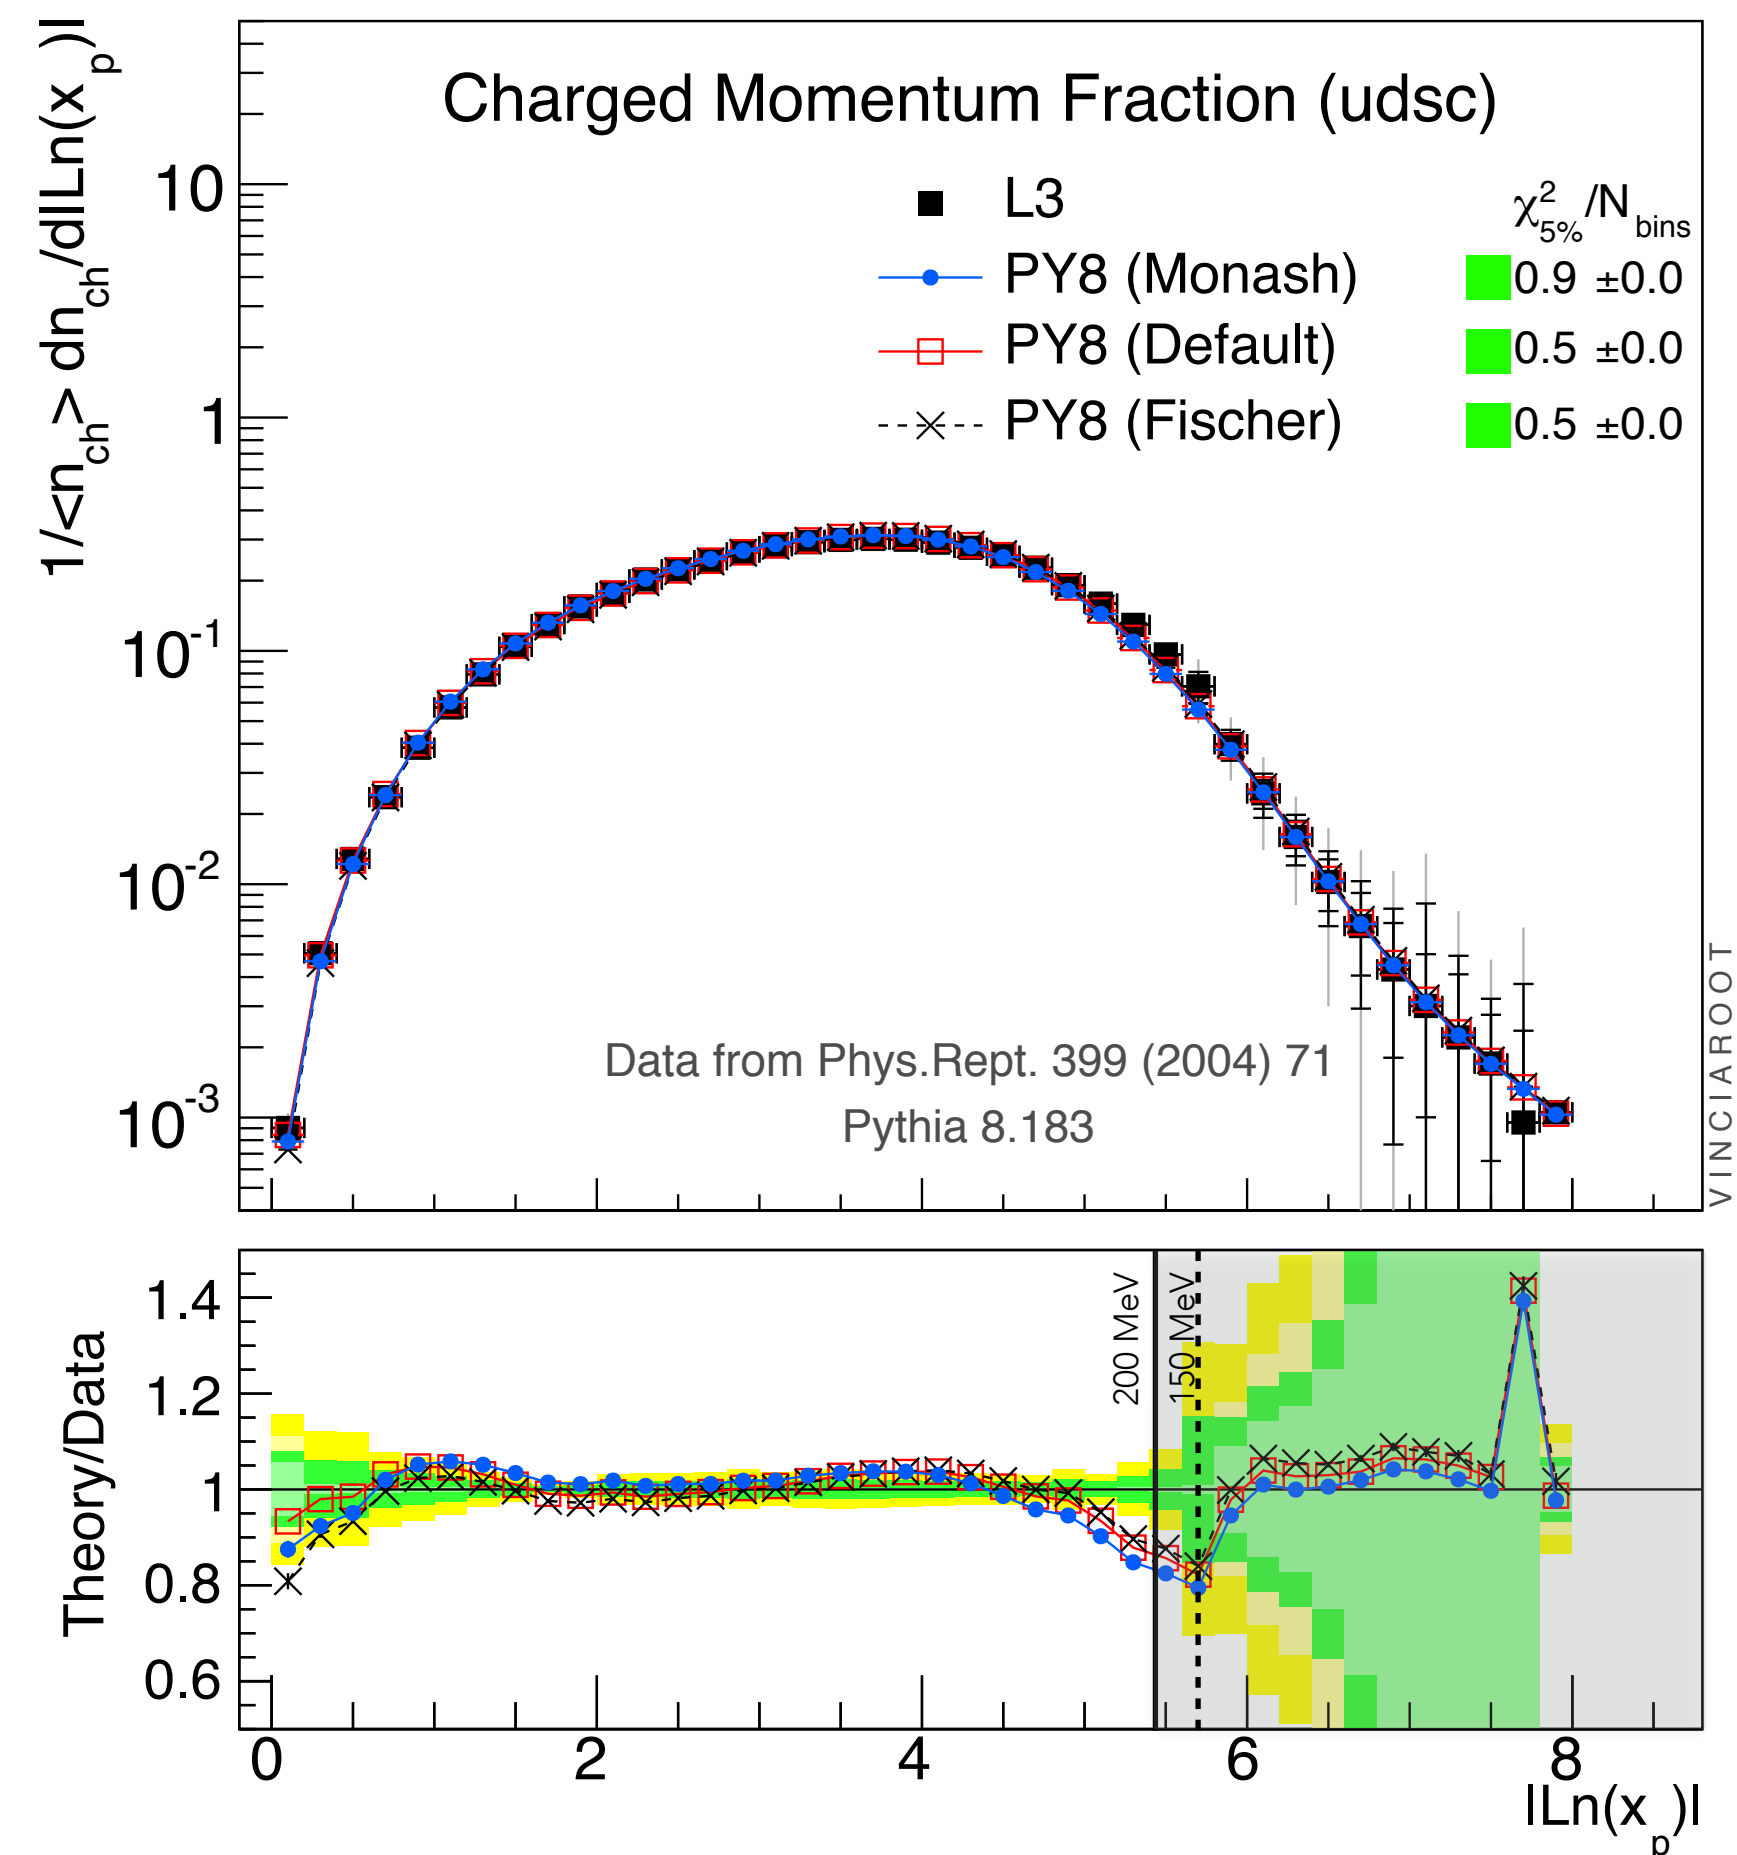 1/<n_ch> dn_ch/d|Ln(x_p)|
Charged Momentum Fraction (udsc)
L3
χ²_5%/N_bins
PY8 (Monash) 0.9 ±0.0
PY8 (Default) 0.5 ±0.0
PY8 (Fischer) 0.5 ±0.0
10
1
10⁻¹
10⁻²
10⁻³
Data from Phys.Rept. 399 (2004) 71
Pythia 8.183
VINCIAROOT
Theory/Data
1.4
1.2
1
0.8
0.6
200 MeV
150 MeV
0 2 4 6 8
|Ln(x_p)|